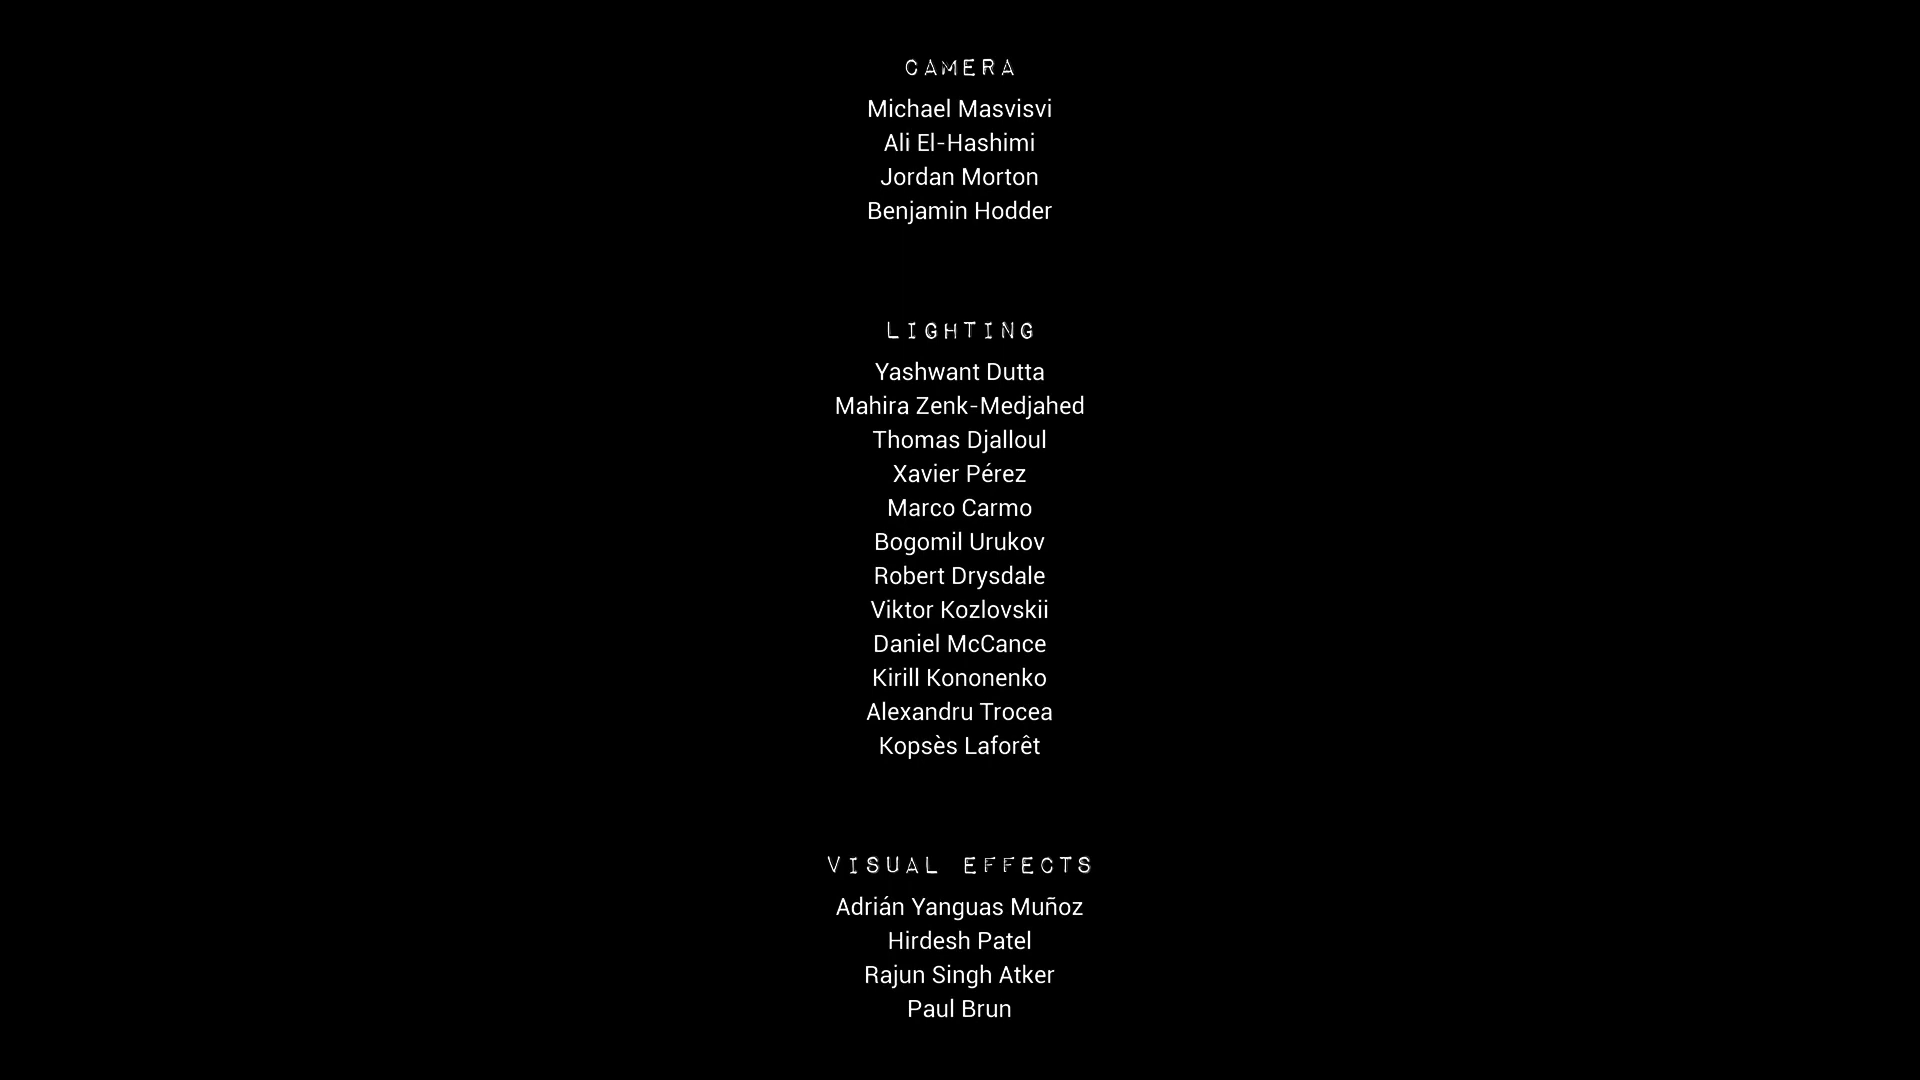 CAMERA
Michael Masvisvi
Ali El-Hashimi
Jordan Morton
Benjamin Hodder
LIGHTING
Yashwant Dutta
Mahira Zenk-Medjahed
Thomas Djalloul
Xavier Pérez
Marco Carmo
Bogomil Urukov
Robert Drysdale
Viktor Kozlovskii
Daniel McCance
Kirill Kononenko
Alexandru Trocea
Kopsès Laforêt
VISUAL EFFECTS
Adrián Yanguas Muñoz
Hirdesh Patel
Rajun Singh Atker
Paul Brun